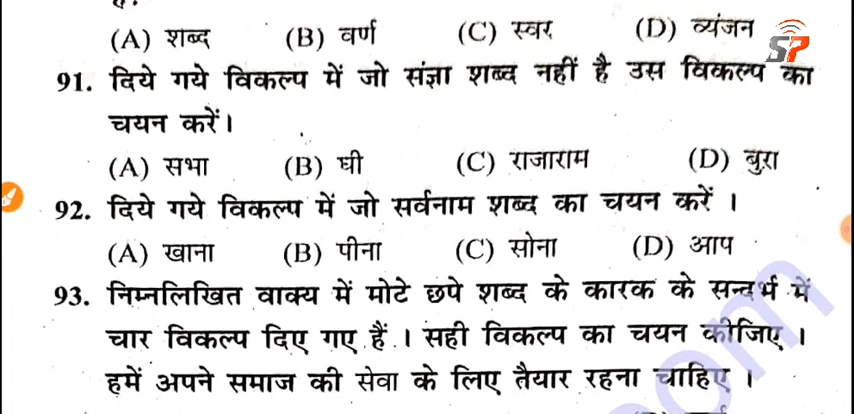 (A) शब्द (B) वर्ण (C) स्वर (D) व्यंजन
SP
91. दिये गये विकल्प में जो संज्ञा शब्द नहीं है उस विकल्प का
चयन करें।
(A) सभा (B) घी (C) राजाराम (D) बुरा
92. दिये गये विकल्प में जो सर्वनाम शब्द का चयन करें ।
(A) खाना (B) पीना (C) सोना (D) आप
93. निम्नलिखित वाक्य में मोटे छपे शब्द के कारक के सन्दर्भ में
चार विकल्प दिए गए हैं । सही विकल्प का चयन कीजिए ।
हमें अपने समाज की सेवा के लिए तैयार रहना चाहिए ।